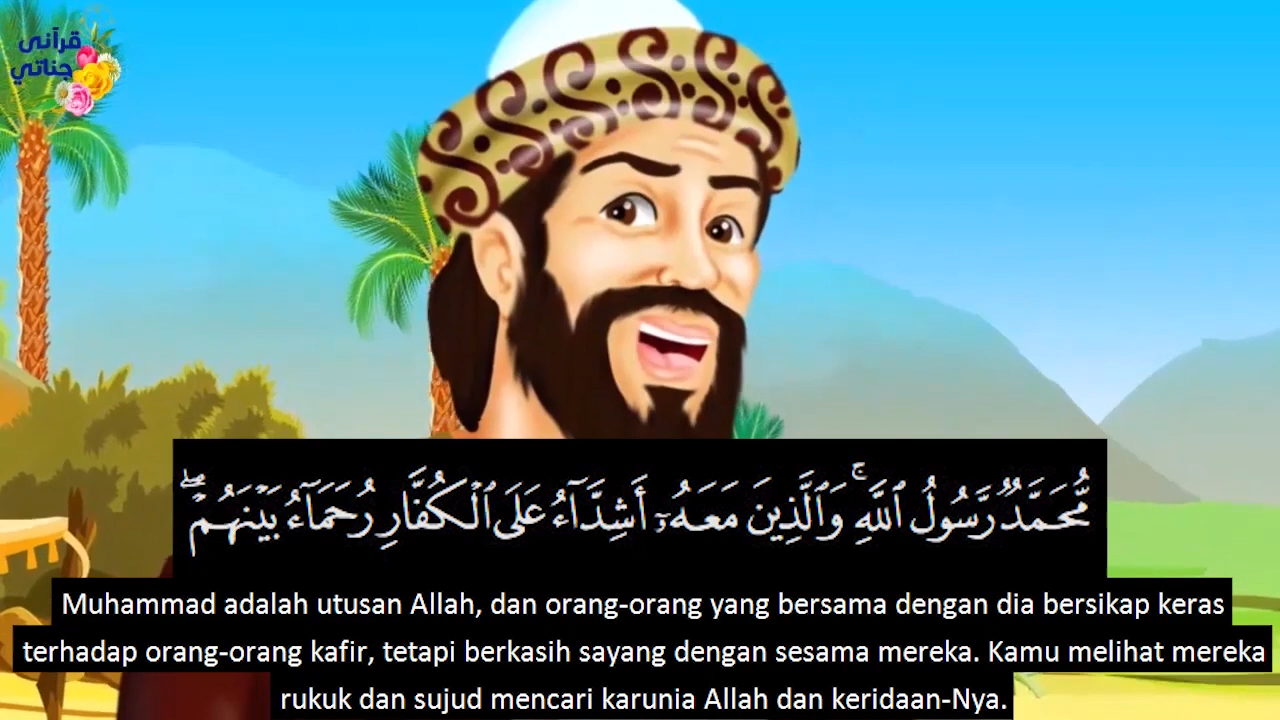 قرآنى
جناتي
مُّحَمَّدٌ رَّسُولُ ٱللَّهِ ۚ وَٱلَّذِينَ مَعَهُۥٓ أَشِدَّآءُ عَلَى ٱلْكُفَّارِ رُحَمَآءُ بَيْنَهُمْ ۖ
Muhammad adalah utusan Allah, dan orang-orang yang bersama dengan dia bersikap keras
terhadap orang-orang kafir, tetapi berkasih sayang dengan sesama mereka. Kamu melihat mereka
rukuk dan sujud mencari karunia Allah dan keridaan-Nya.